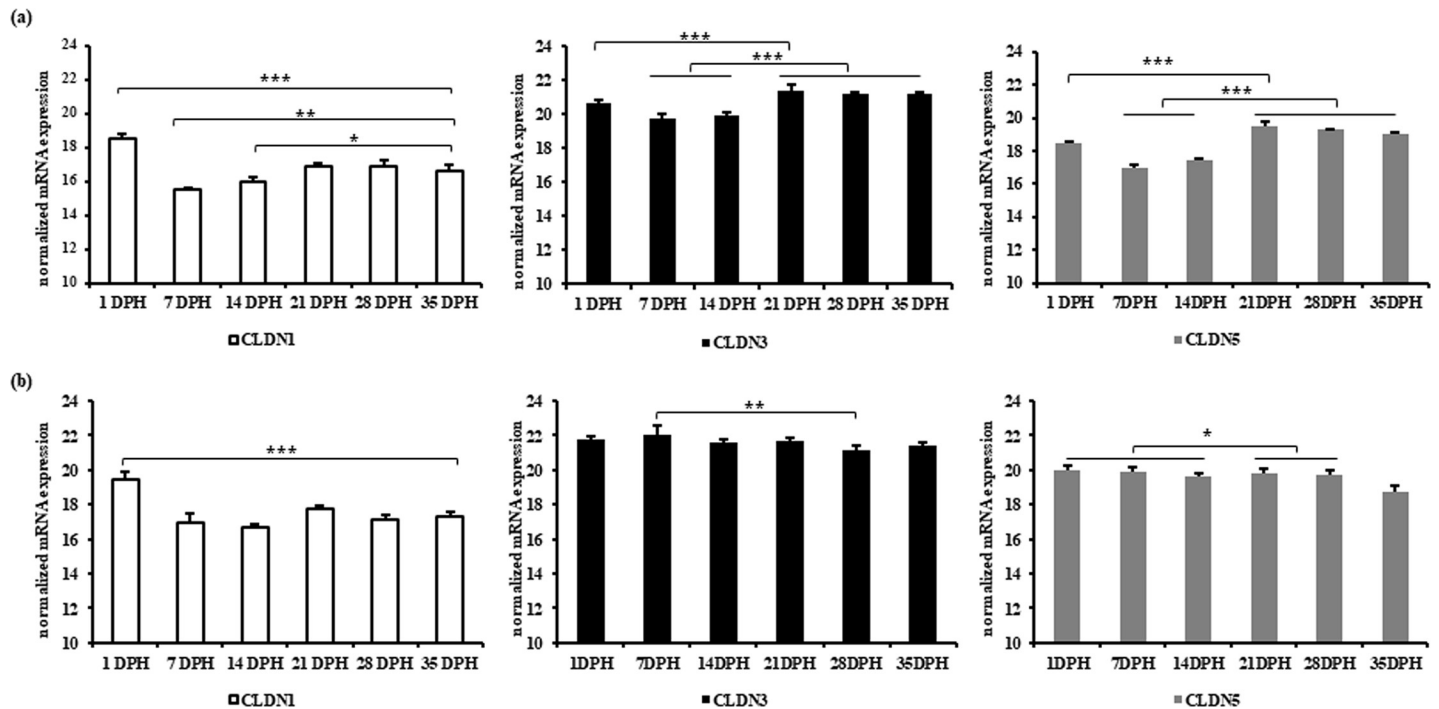 (a)
normalized mRNA expression
24
22
20
18
16
14
12
10
***
**
*
1 DPH 7 DPH 14 DPH 21 DPH 28 DPH 35 DPH
CLDN1
normalized mRNA expression
24
22
20
18
16
14
12
10
***
***
1 DPH 7 DPH 14 DPH 21 DPH 28 DPH 35 DPH
CLDN3
normalized mRNA expression
24
22
20
18
16
14
12
10
***
***
1 DPH 7DPH 14DPH 21DPH 28DPH 35DPH
CLDN5
(b)
normalized mRNA expression
24
22
20
18
16
14
12
10
***
1 DPH 7 DPH 14 DPH 21 DPH 28 DPH 35 DPH
CLDN1
normalized mRNA expression
24
22
20
18
16
14
12
10
**
1DPH 7DPH 14DPH 21DPH 28DPH 35DPH
CLDN3
normalized mRNA expression
24
22
20
18
16
14
12
10
*
1DPH 7DPH 14DPH 21DPH 28DPH 35DPH
CLDN5